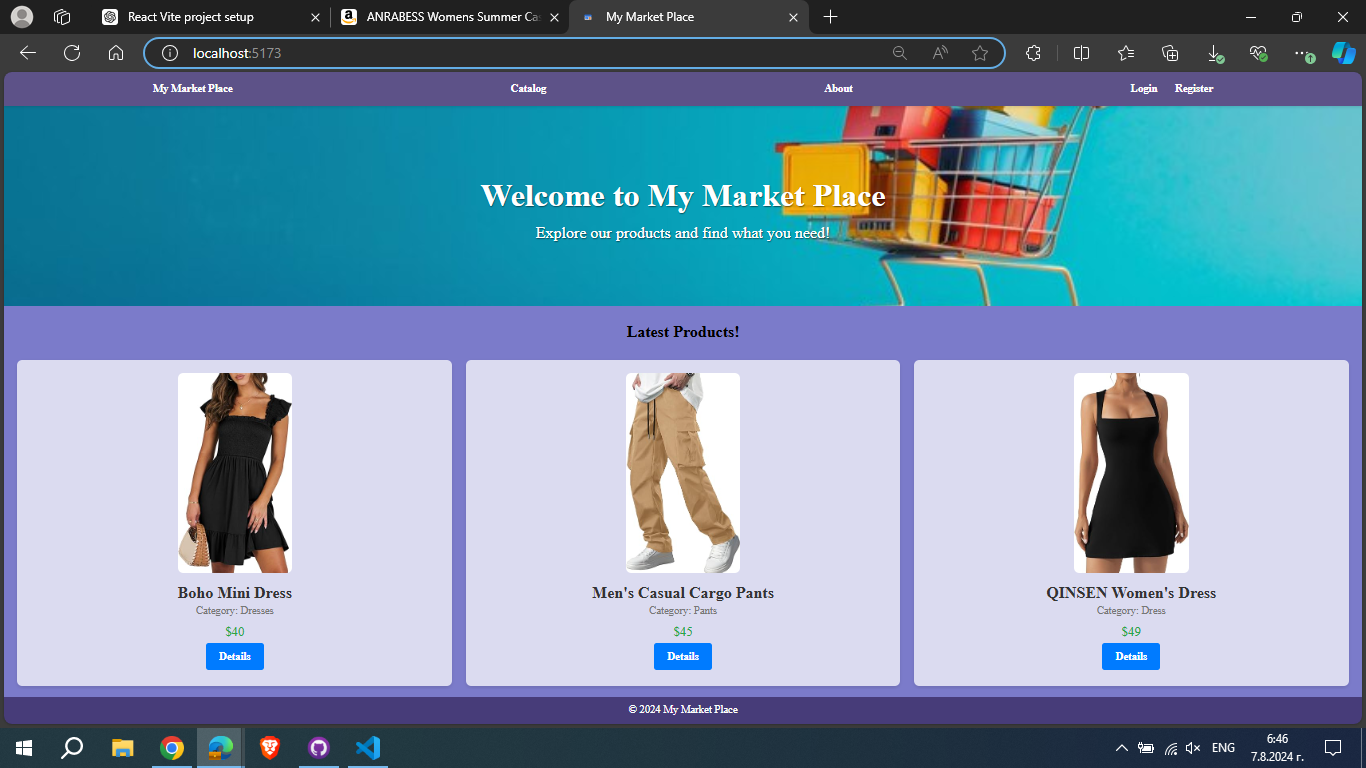 React Vite project setup
ANRABESS Womens Summer Ca
My Market Place
localhost:5173
My Market Place Catalog About Login Register
Welcome to My Market Place
Explore our products and find what you need!
Latest Products!
Boho Mini Dress
Category: Dresses
$40
Details
Men's Casual Cargo Pants
Category: Pants
$45
Details
QINSEN Women's Dress
Category: Dress
$49
Details
© 2024 My Market Place
ENG
6:46
7.8.2024 г.